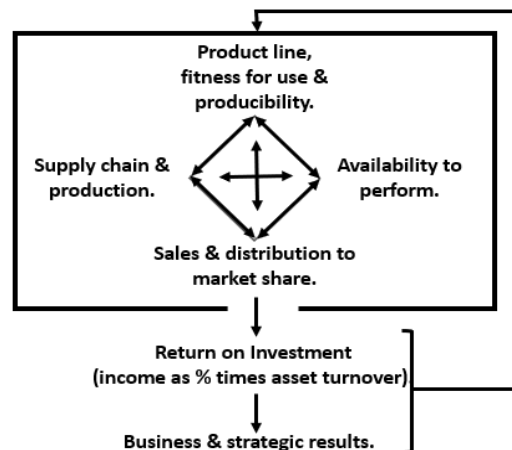 Product line,
fitness for use &
producibility.
Supply chain &
production.
Availability to
perform.
Sales & distribution to
market share.
Return on Investment
(income as % times asset turnover).
Business & strategic results.